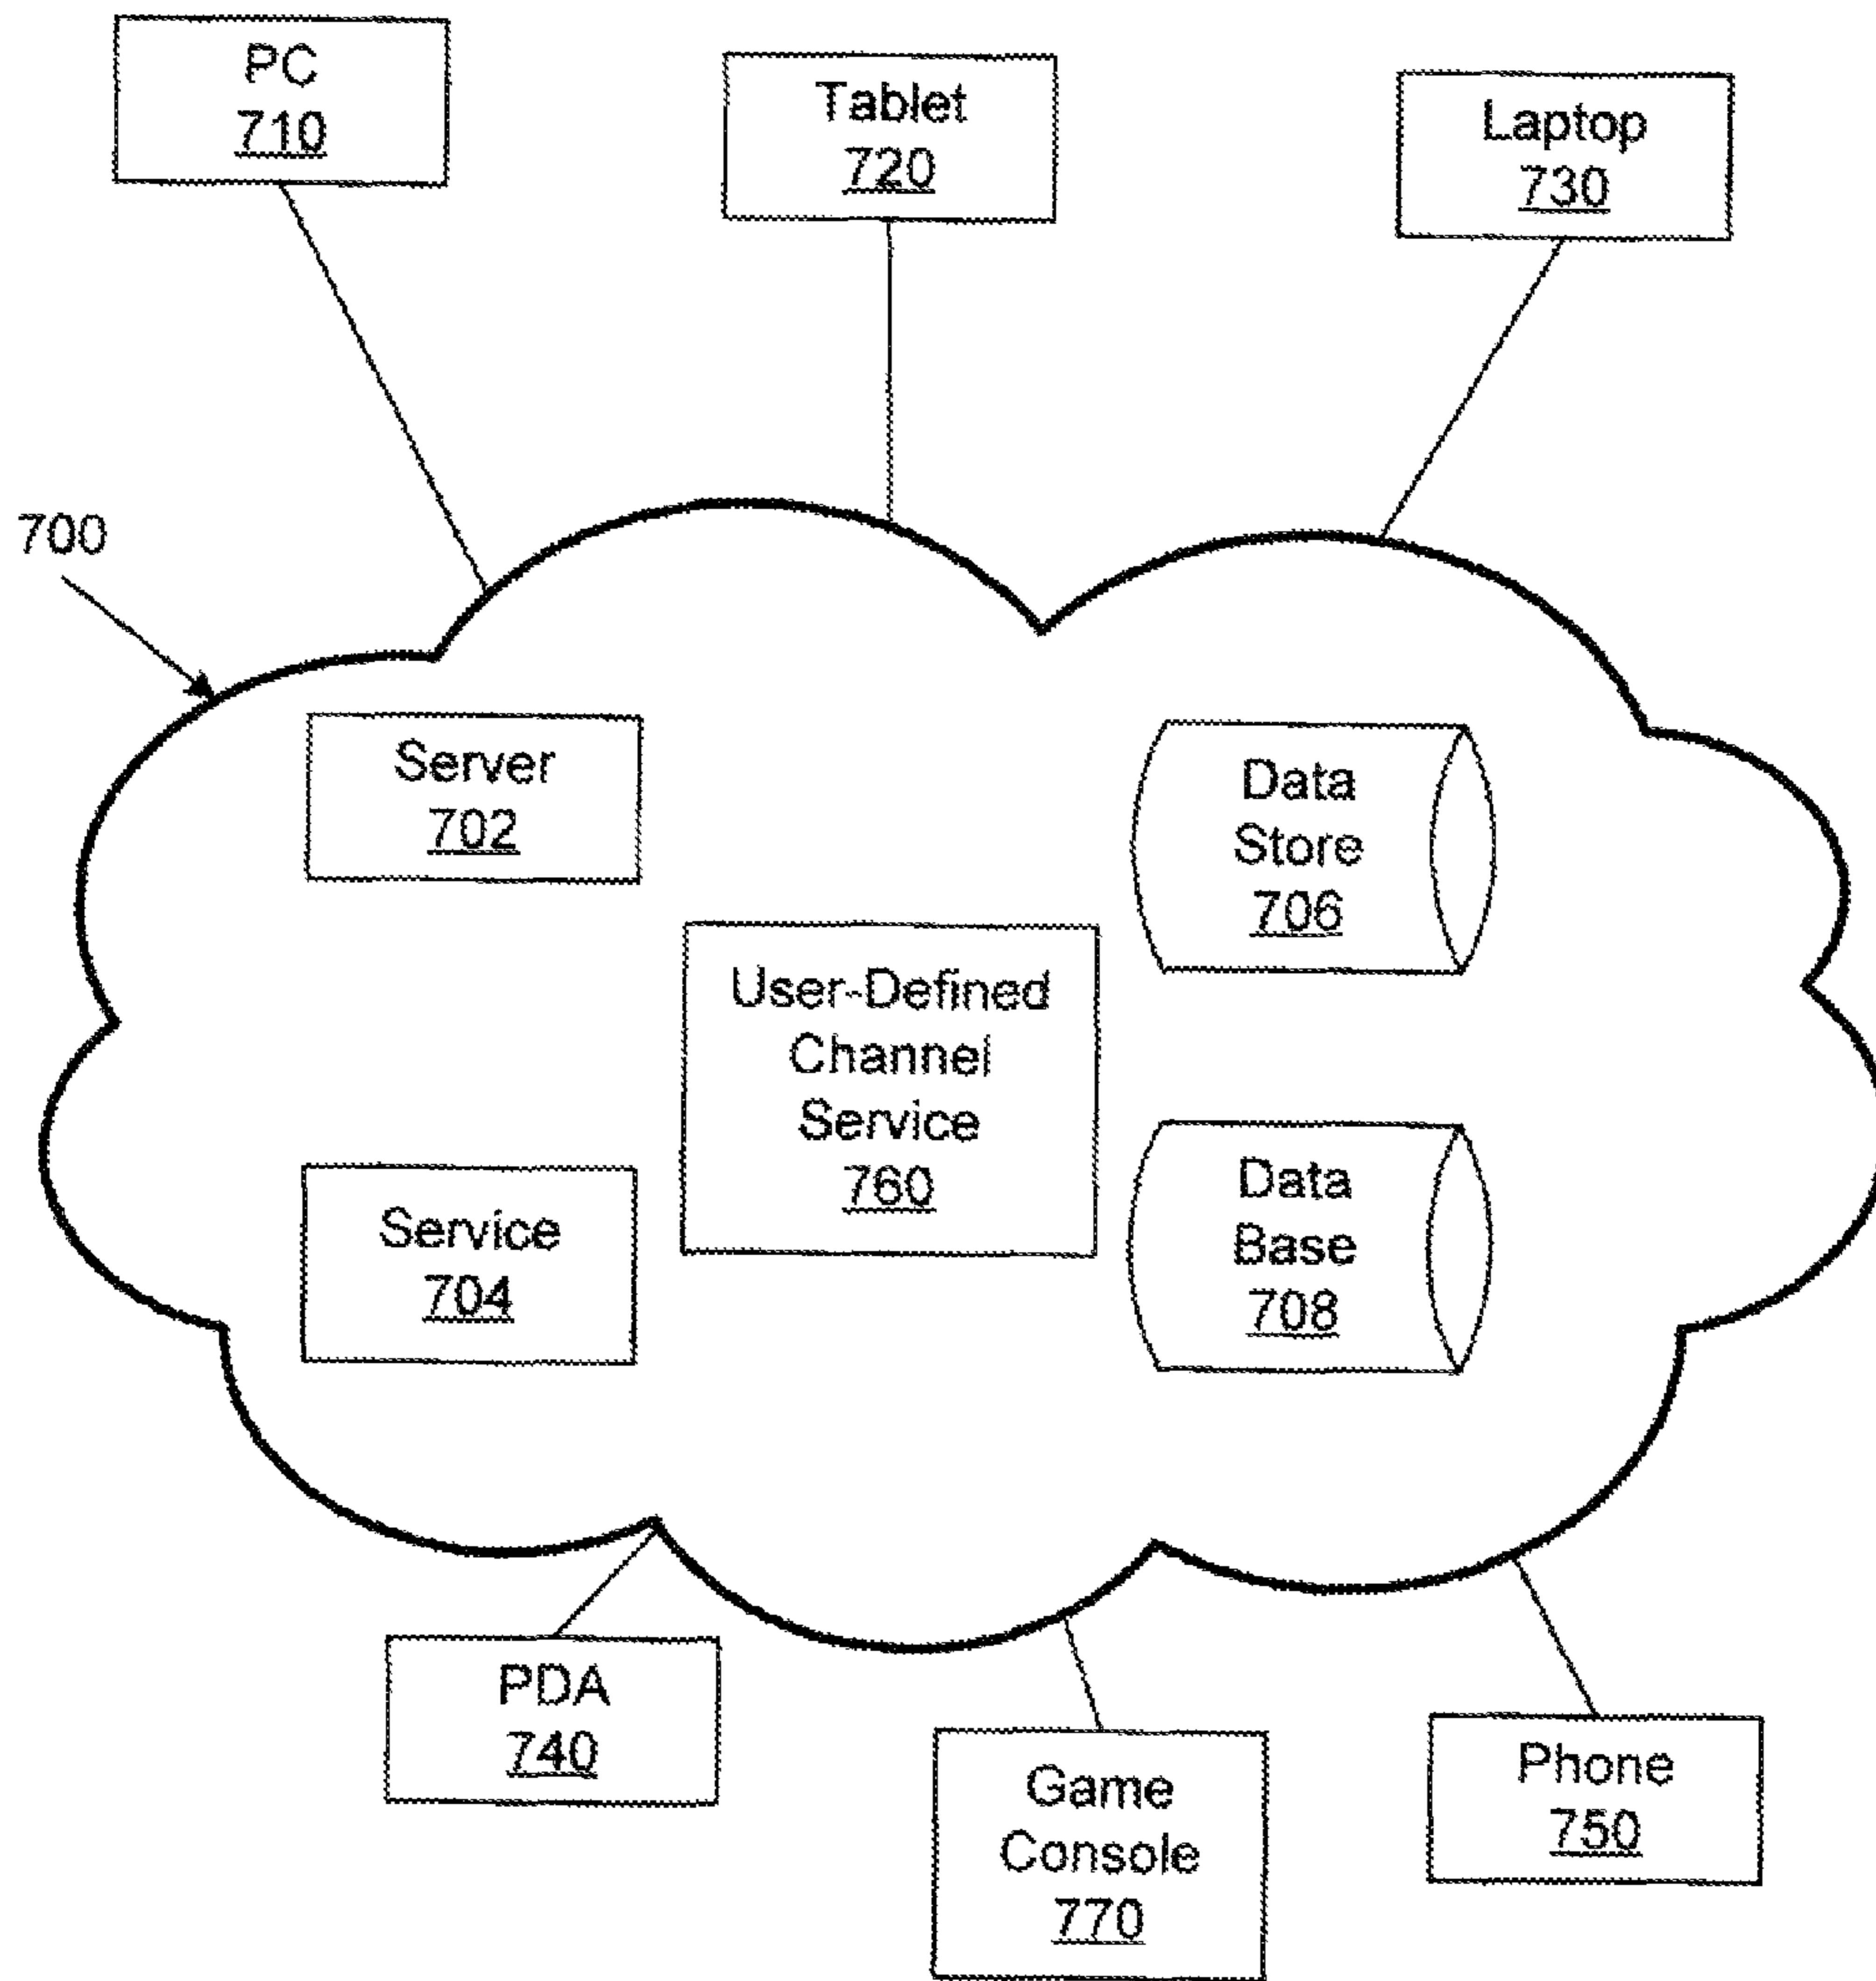 PC
710
Tablet
720
Laptop
730
700
Server
702
Data
Store
706
User-Defined
Channel
Service
760
Service
704
Data
Base
708
PDA
740
Game
Console
770
Phone
750